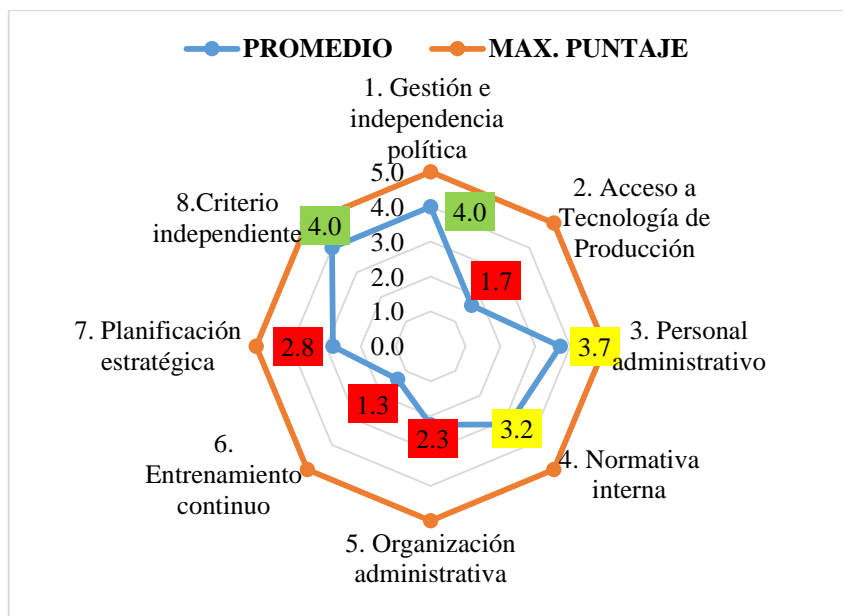 PROMEDIO MAX. PUNTAJE
1. Gestión e
independencia
política
2. Acceso a
Tecnología de
Producción
3. Personal
administrativo
4. Normativa
interna
5. Organización
administrativa
6.
Entrenamiento
continuo
7. Planificación
estratégica
8.Criterio
independiente
5.0
4.0
3.0
2.0
1.0
0.0
4.0
1.7
3.7
3.2
2.3
1.3
2.8
4.0